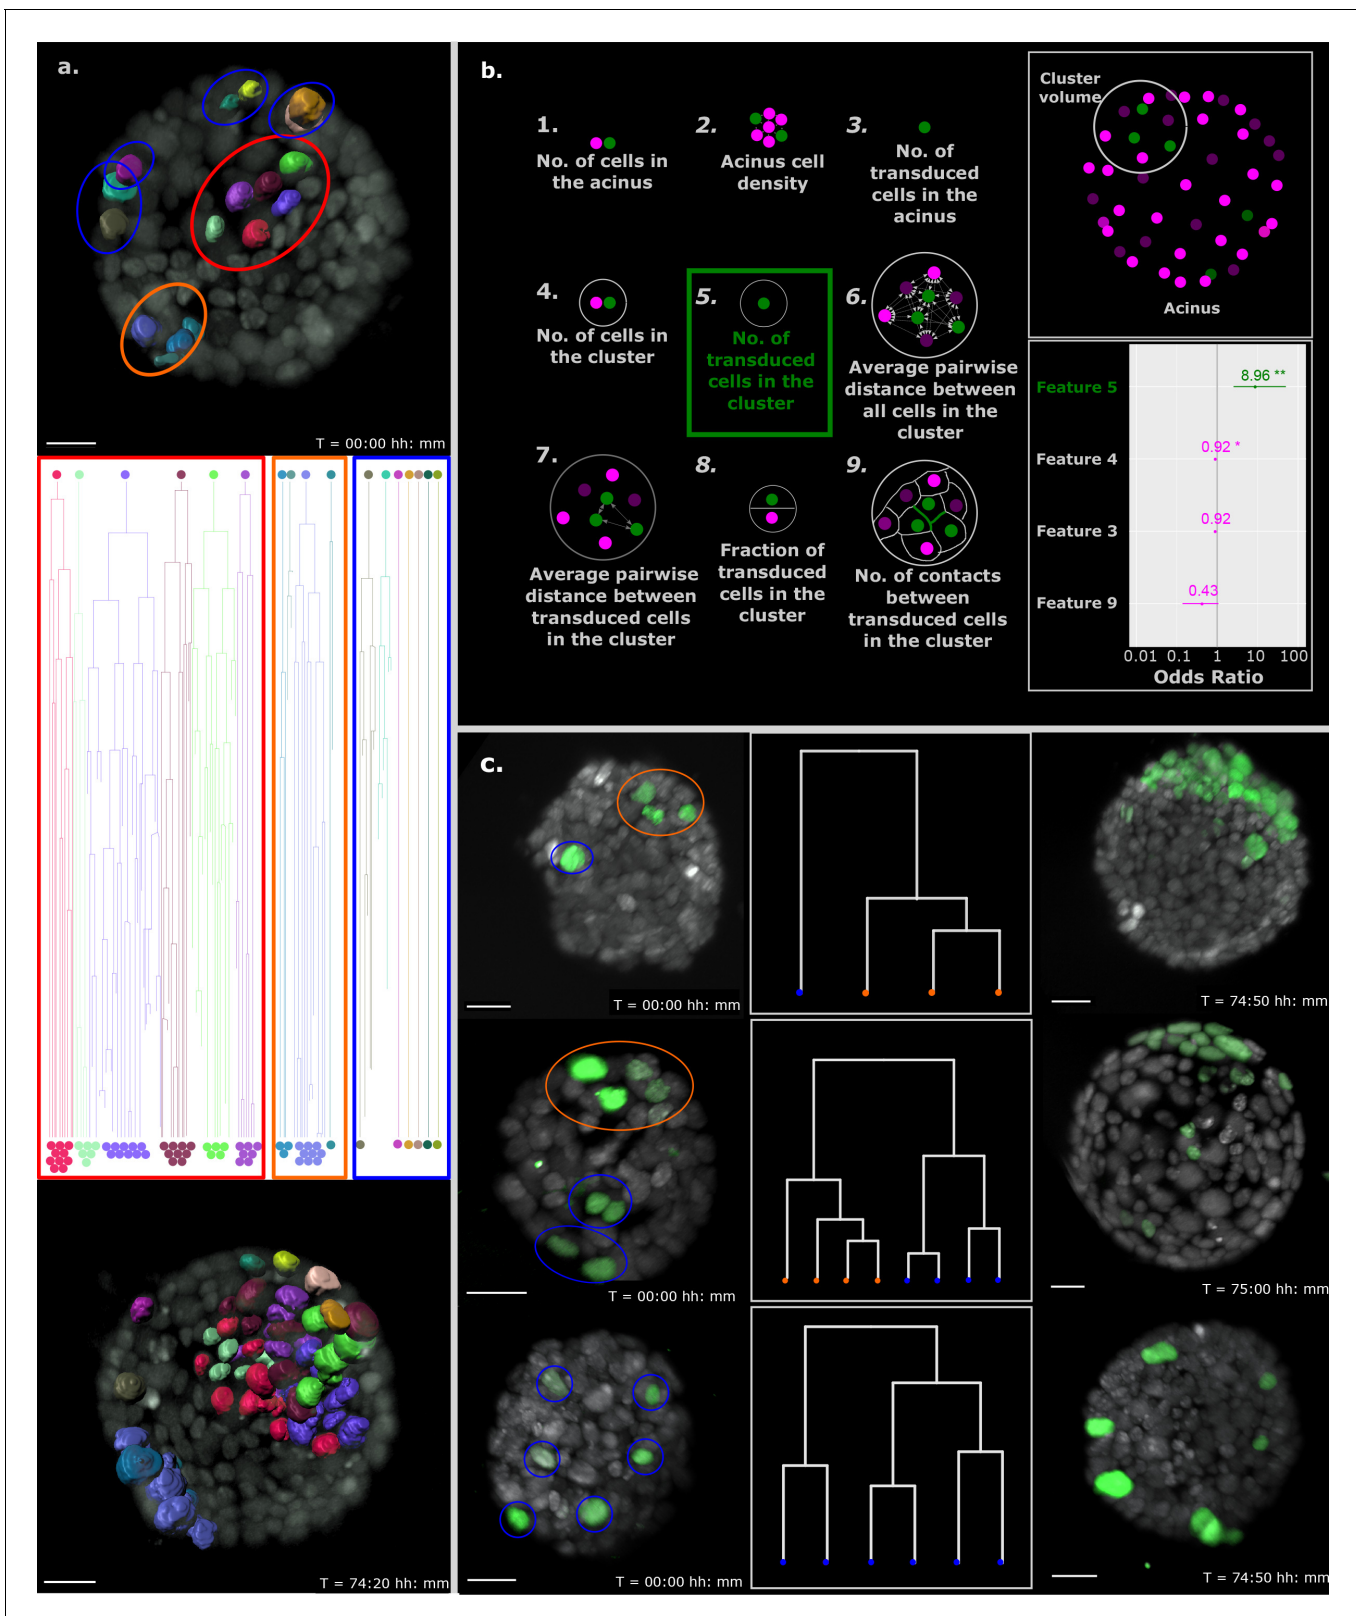 a.
T = 00:00 hh: mm
T = 74:20 hh: mm
b.
1.
No. of cells in
the acinus
2.
Acinus cell
density
3.
No. of
transduced
cells in the
acinus
4.
No. of cells in
the cluster
5.
No. of
transduced
cells in the
cluster
6.
Average pairwise
distance between
all cells in the
cluster
7.
Average pairwise
distance between
transduced cells
in the cluster
8.
Fraction of
transduced
cells in the
cluster
9.
No. of contacts
between
transduced cells
in the cluster
Cluster
volume
Acinus
Feature 5
8.96 **
Feature 4
0.92 *
Feature 3
0.92
Feature 9
0.43
0.01 0.1 1 10 100
Odds Ratio
c.
T = 00:00 hh: mm
T = 74:50 hh: mm
T = 00:00 hh: mm
T = 75:00 hh: mm
T = 00:00 hh: mm
T = 74:50 hh: mm